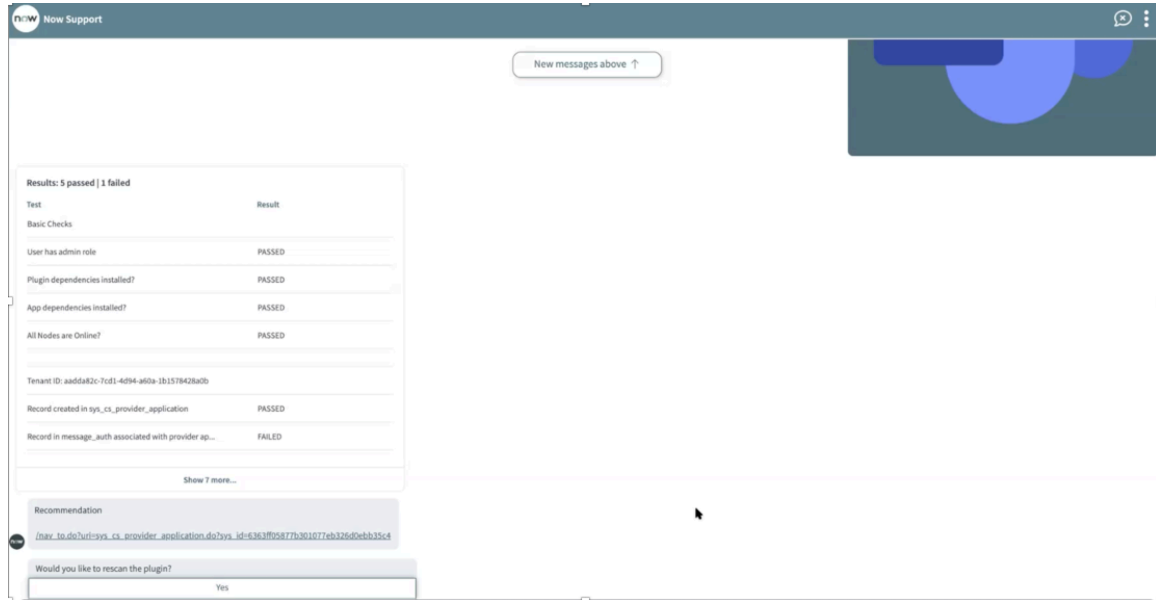 now Now Support
New messages above ↑
Results: 5 passed | 1 failed
Test Result
Basic Checks
User has admin role PASSED
Plugin dependencies installed? PASSED
App dependencies installed? PASSED
All Nodes are Online? PASSED
Tenant ID: aadda82c-7cd1-4d94-a60a-1b1578428a0b
Record created in sys_cs_provider_application PASSED
Record in message_auth associated with provider ap... FAILED
Show 7 more...
Recommendation
/nav_to.do?uri=sys_cs_provider_application.do?sys_id=6363ff05877b301077eb326d0ebb35c4
now
Would you like to rescan the plugin?
Yes